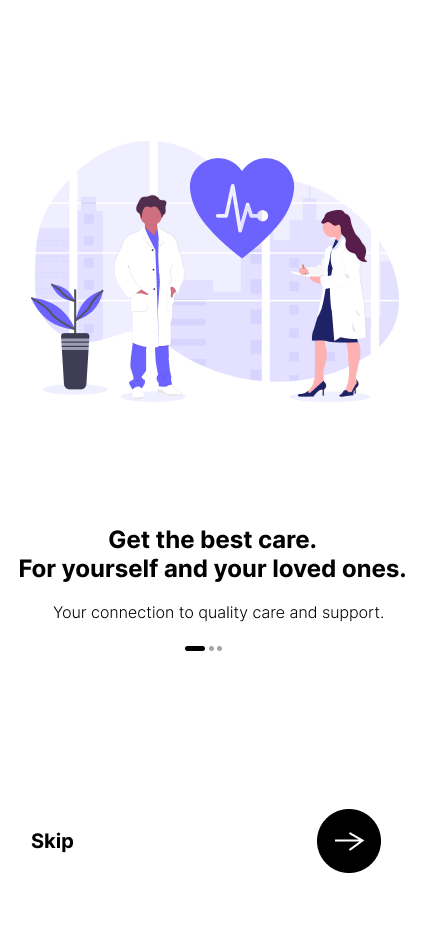 Get the best care.
For yourself and your loved ones.
Your connection to quality care and support.
Skip